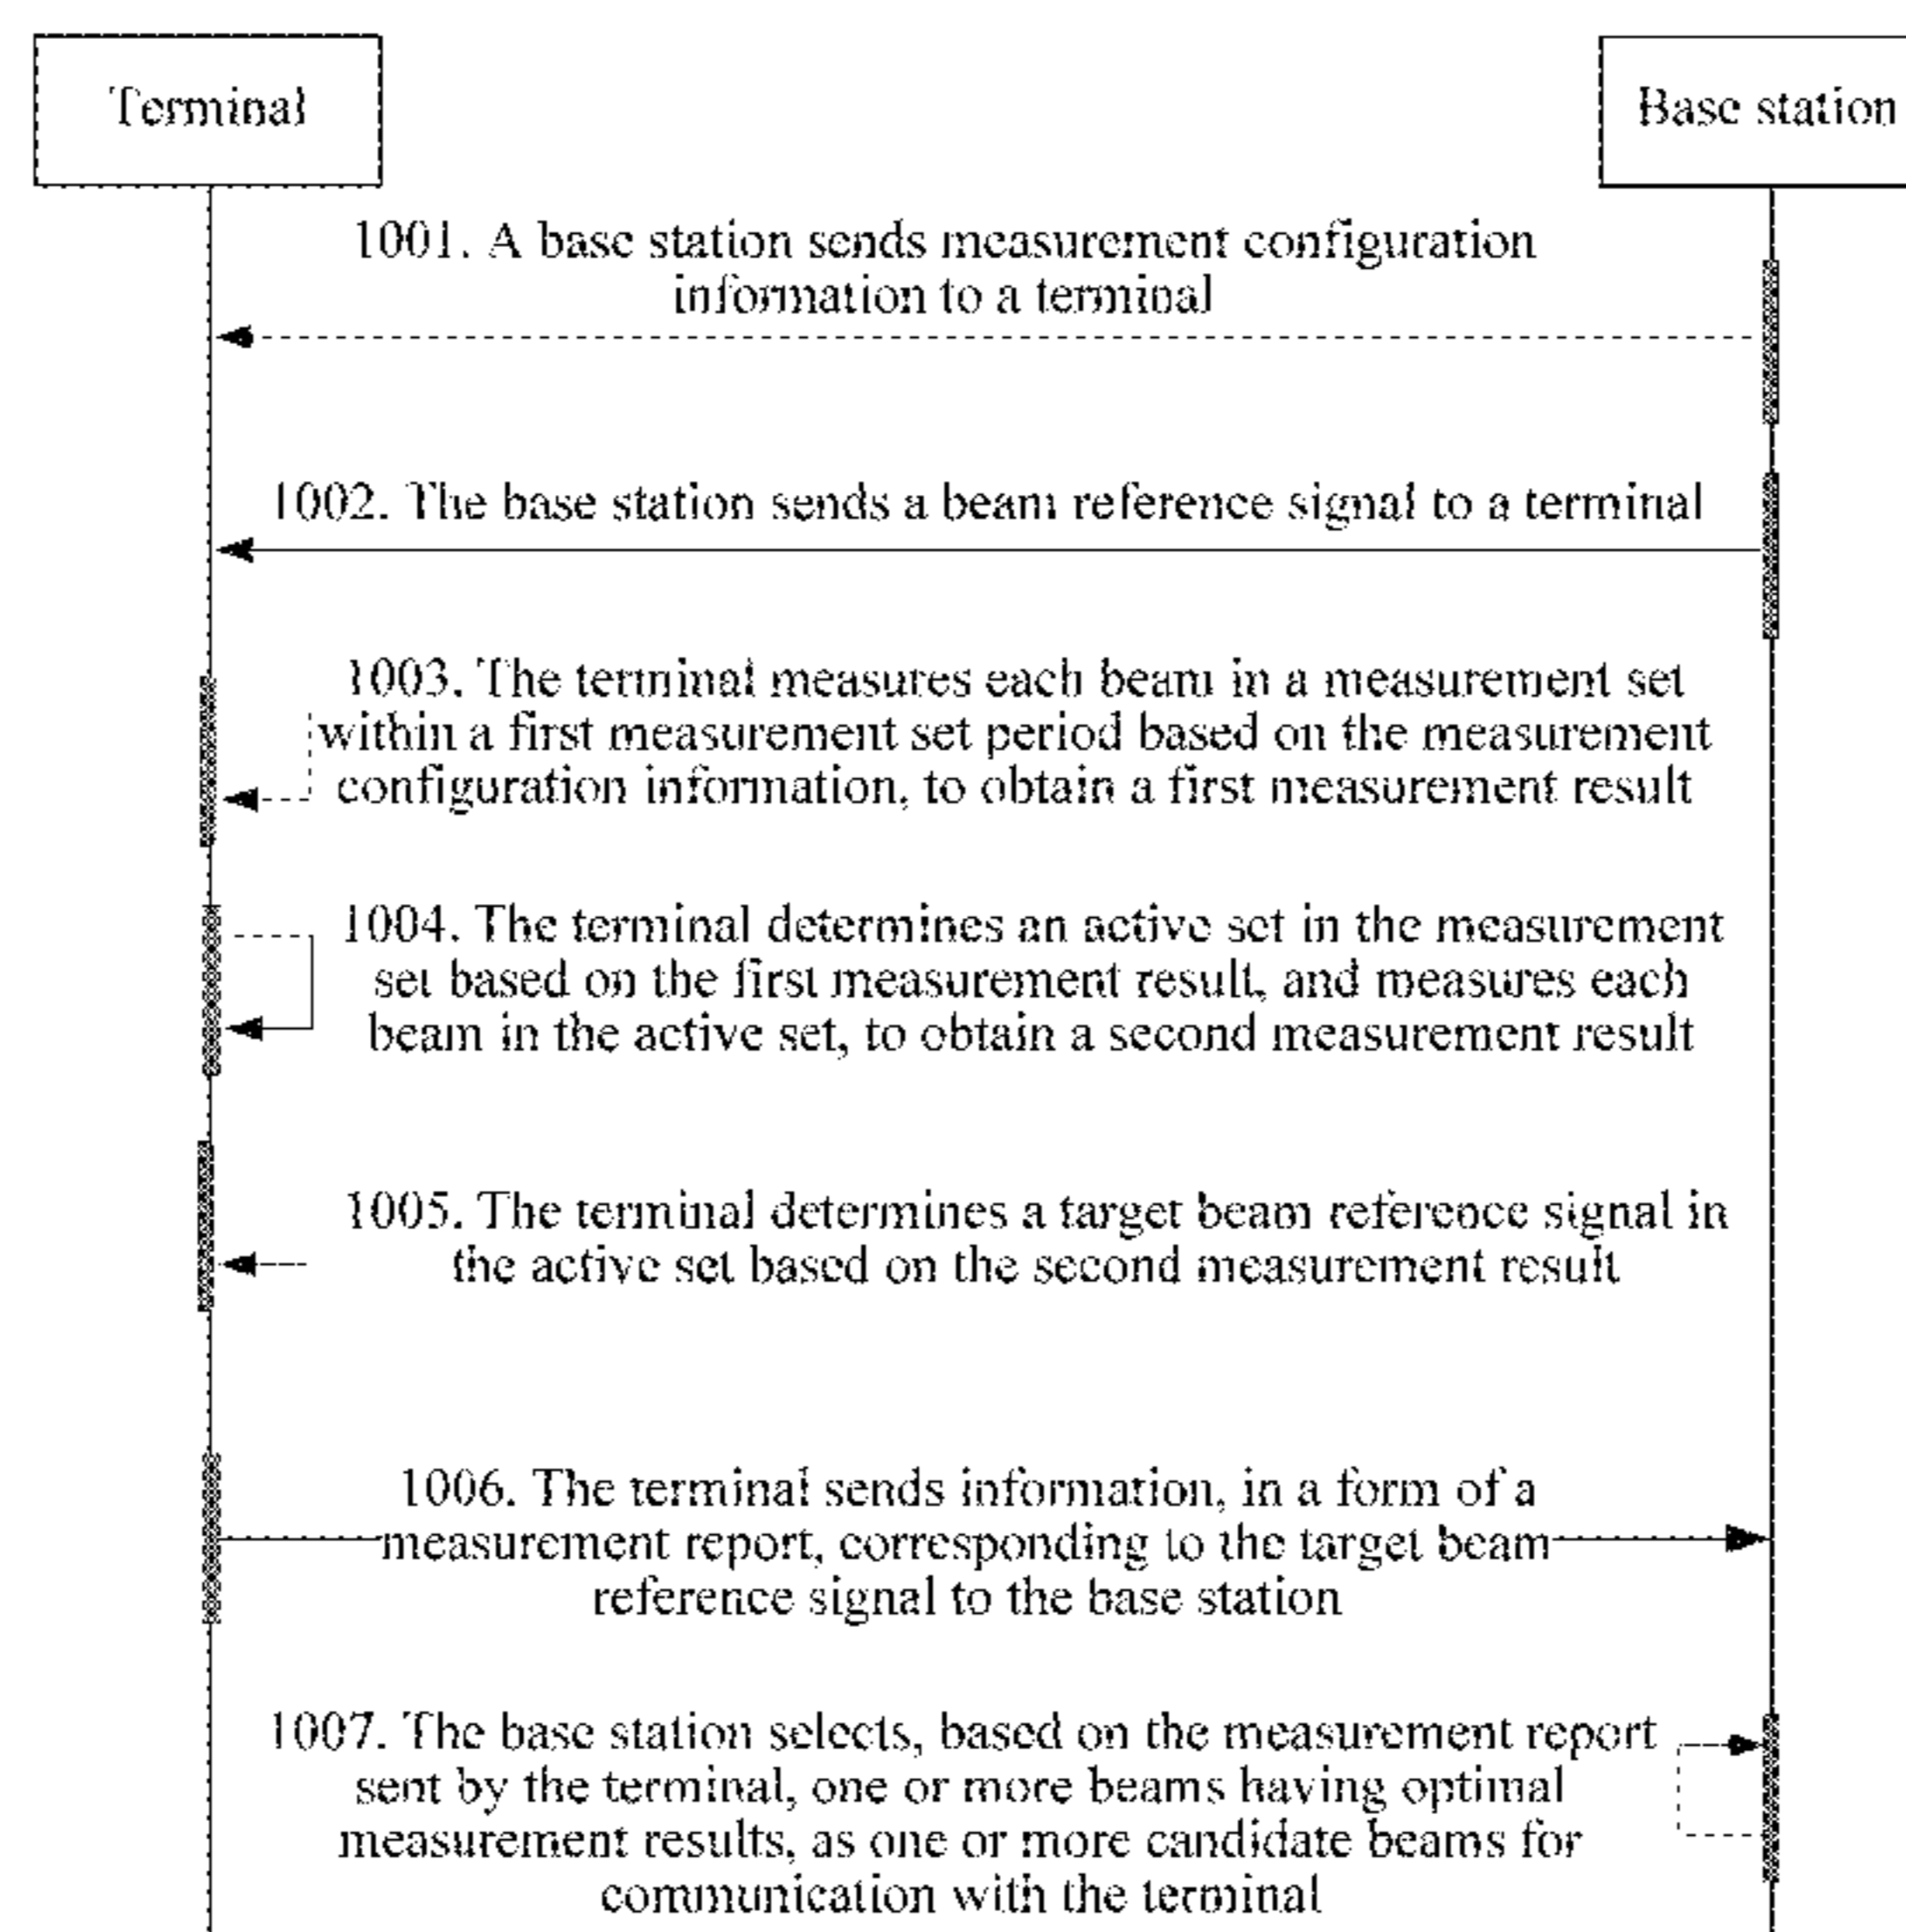 Terminal
Base station
1001. A base station sends measurement configuration
information to a terminal
1002. The base station sends a beam reference signal to a terminal
1003. The terminal measures each beam in a measurement set
within a first measurement set period based on the measurement
configuration information, to obtain a first measurement result
1004. The terminal determines an active set in the measurement
set based on the first measurement result, and measures each
beam in the active set, to obtain a second measurement result
1005. The terminal determines a target beam reference signal in
the active set based on the second measurement result
1006. The terminal sends information, in a form of a
measurement report, corresponding to the target beam
reference signal to the base station
1007. The base station selects, based on the measurement report
sent by the terminal, one or more beams having optimal
measurement results, as one or more candidate beams for
communication with the terminal